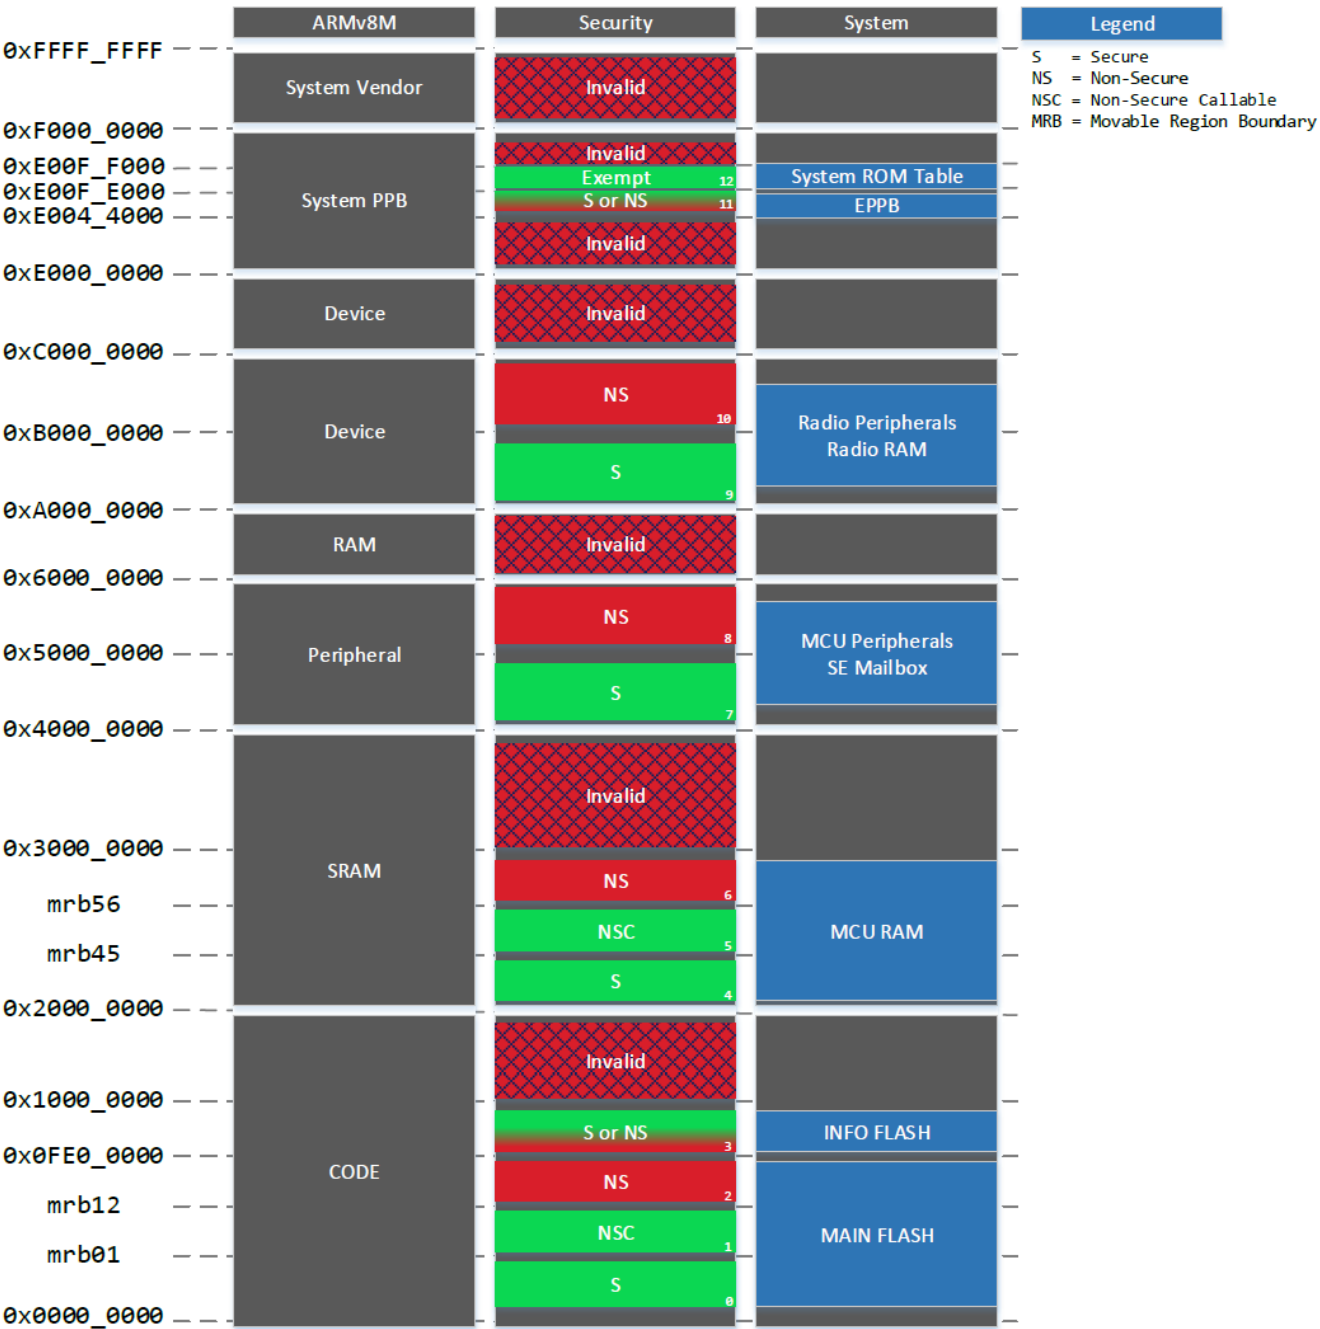 ARMv8M Security System Legend
0xFFFF_FFFF
S = Secure
NS = Non-Secure
NSC = Non-Secure Callable
MRB = Movable Region Boundary
System Vendor Invalid
0xF000_0000
Invalid
0xE00F_F000
Exempt 12 System ROM Table
0xE00F_E000
System PPB S or NS 11 EPPB
0xE004_4000
Invalid
0xE000_0000
Device Invalid
0xC000_0000
NS 10
0xB000_0000 Device
Radio Peripherals
Radio RAM
S 9
0xA000_0000
RAM Invalid
0x6000_0000
NS 8
0x5000_0000 Peripheral
MCU Peripherals
SE Mailbox
S 7
0x4000_0000
Invalid
0x3000_0000
SRAM NS 6
mrb56
NSC 5 MCU RAM
mrb45
S 4
0x2000_0000
Invalid
0x1000_0000
S or NS 3 INFO FLASH
0x0FE0_0000
CODE NS 2
mrb12
NSC 1 MAIN FLASH
mrb01
S 0
0x0000_0000